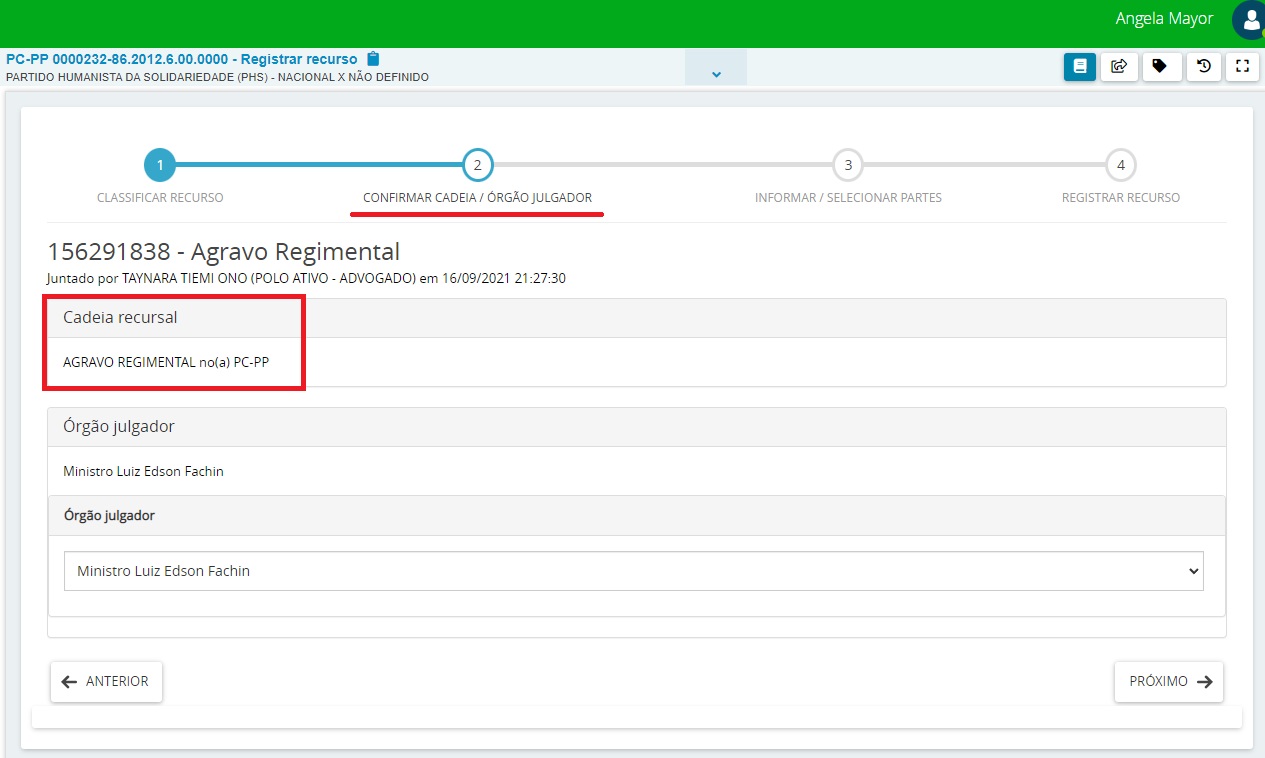 Angela Mayor
PC-PP 0000232-86.2012.6.00.0000 - Registrar recurso
PARTIDO HUMANISTA DA SOLIDARIEDADE (PHS) - NACIONAL X NÃO DEFINIDO
1 2 3 4
CLASSIFICAR RECURSO CONFIRMAR CADEIA / ÓRGÃO JULGADOR INFORMAR / SELECIONAR PARTES REGISTRAR RECURSO
156291838 - Agravo Regimental
Juntado por TAYNARA TIEMI ONO (POLO ATIVO - ADVOGADO) em 16/09/2021 21:27:30
Cadeia recursal
AGRAVO REGIMENTAL no(a) PC-PP
Órgão julgador
Ministro Luiz Edson Fachin
Órgão julgador
Ministro Luiz Edson Fachin
ANTERIOR PRÓXIMO